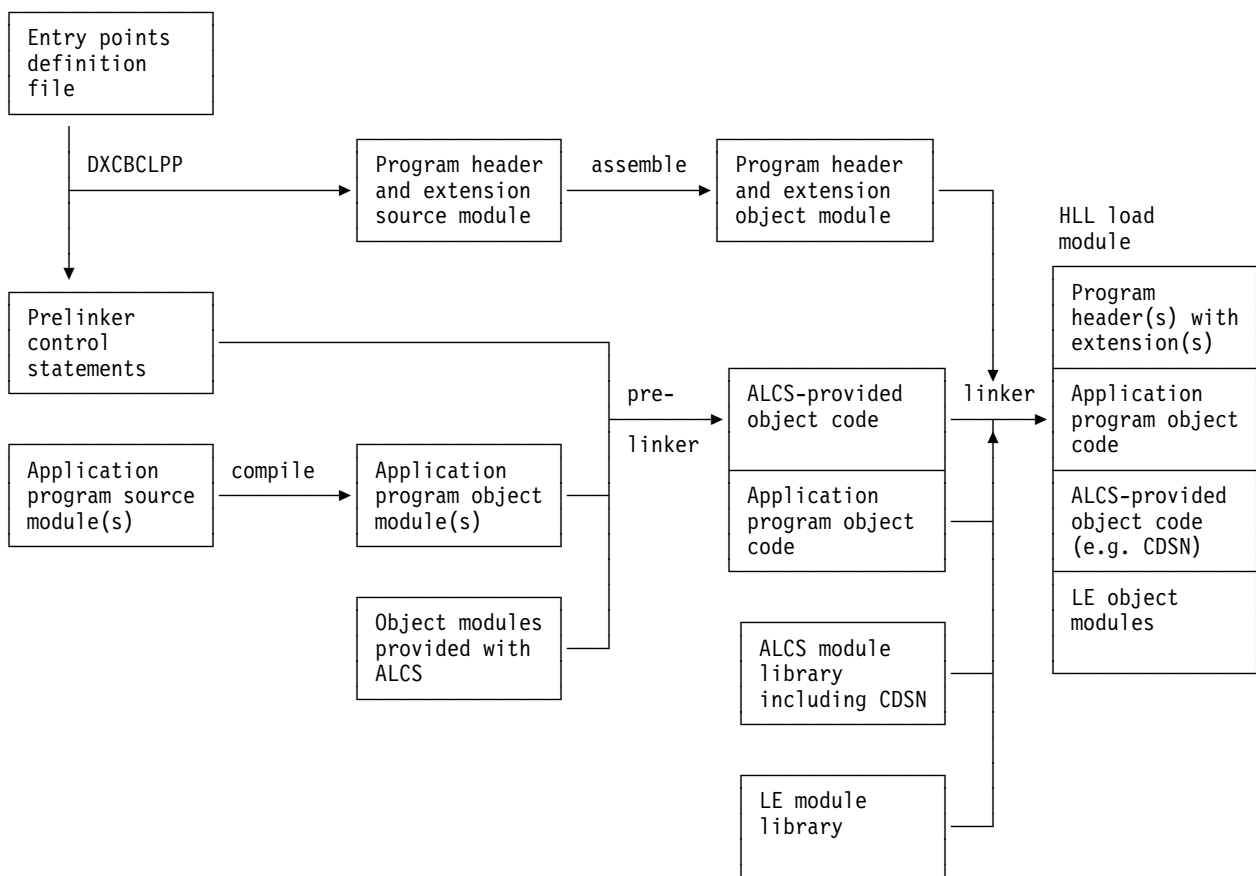 Entry points
definition
file
DXCBCLPP
Program header
and extension
source module
assemble
Program header
and extension
object module
HLL load
module
Prelinker
control
statements
Program
header(s) with
extension(s)
pre-
linker
ALCS-provided
object code
linker
Application
program object
code
Application
program source
module(s)
compile
Application
program object
module(s)
Application
program object
code
ALCS-provided
object code
(e.g. CDSN)
Object modules
provided with
ALCS
LE object
modules
ALCS module
library
including CDSN
LE module
library